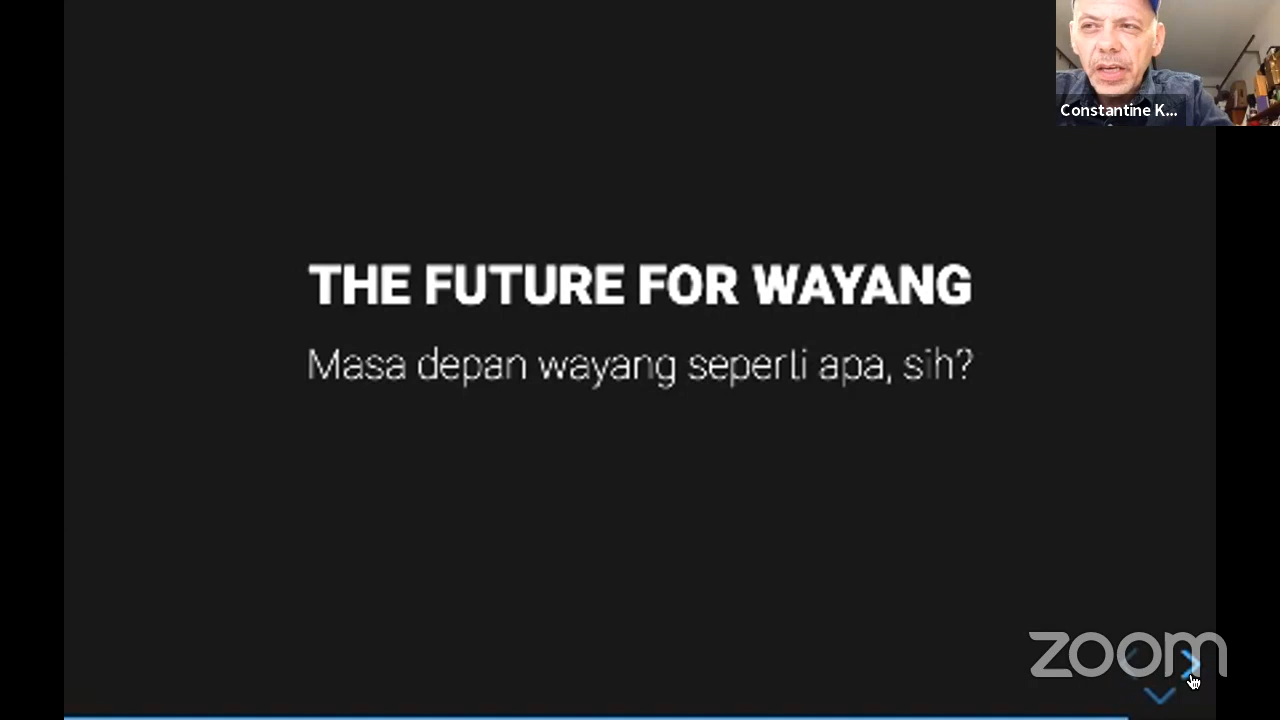 Constantine K...
THE FUTURE FOR WAYANG
Masa depan wayang seperti apa, sih?
zoom